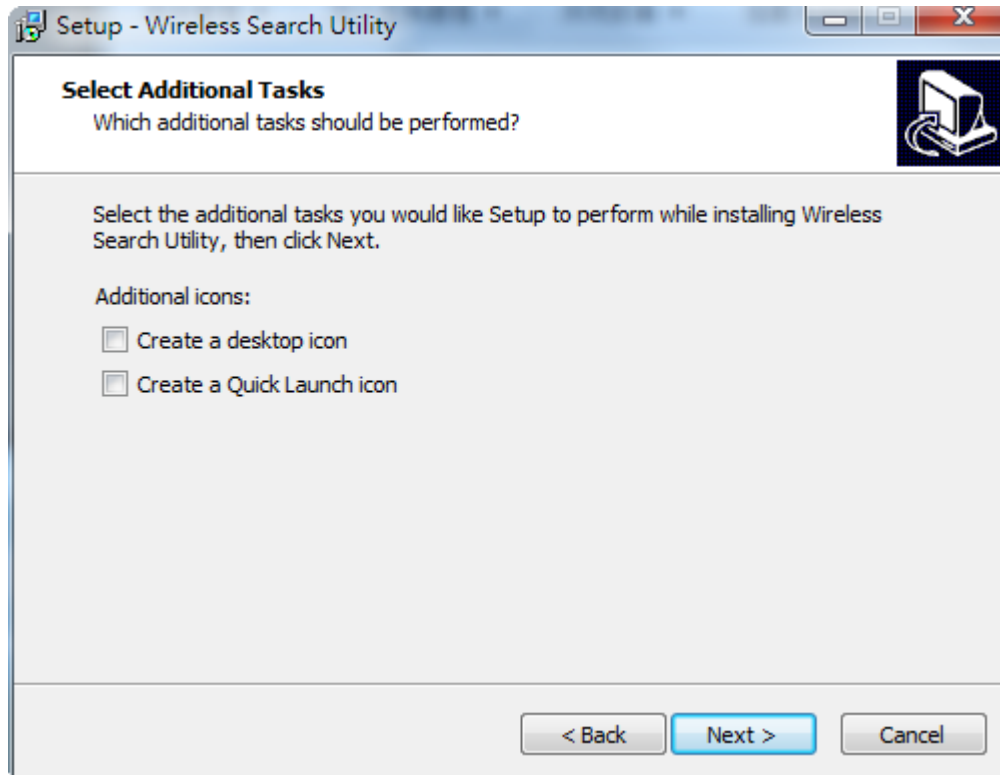 Setup - Wireless Search Utility
Select Additional Tasks
Which additional tasks should be performed?
Select the additional tasks you would like Setup to perform while installing Wireless
Search Utility, then click Next.
Additional icons:
Create a desktop icon
Create a Quick Launch icon
< Back
Next >
Cancel